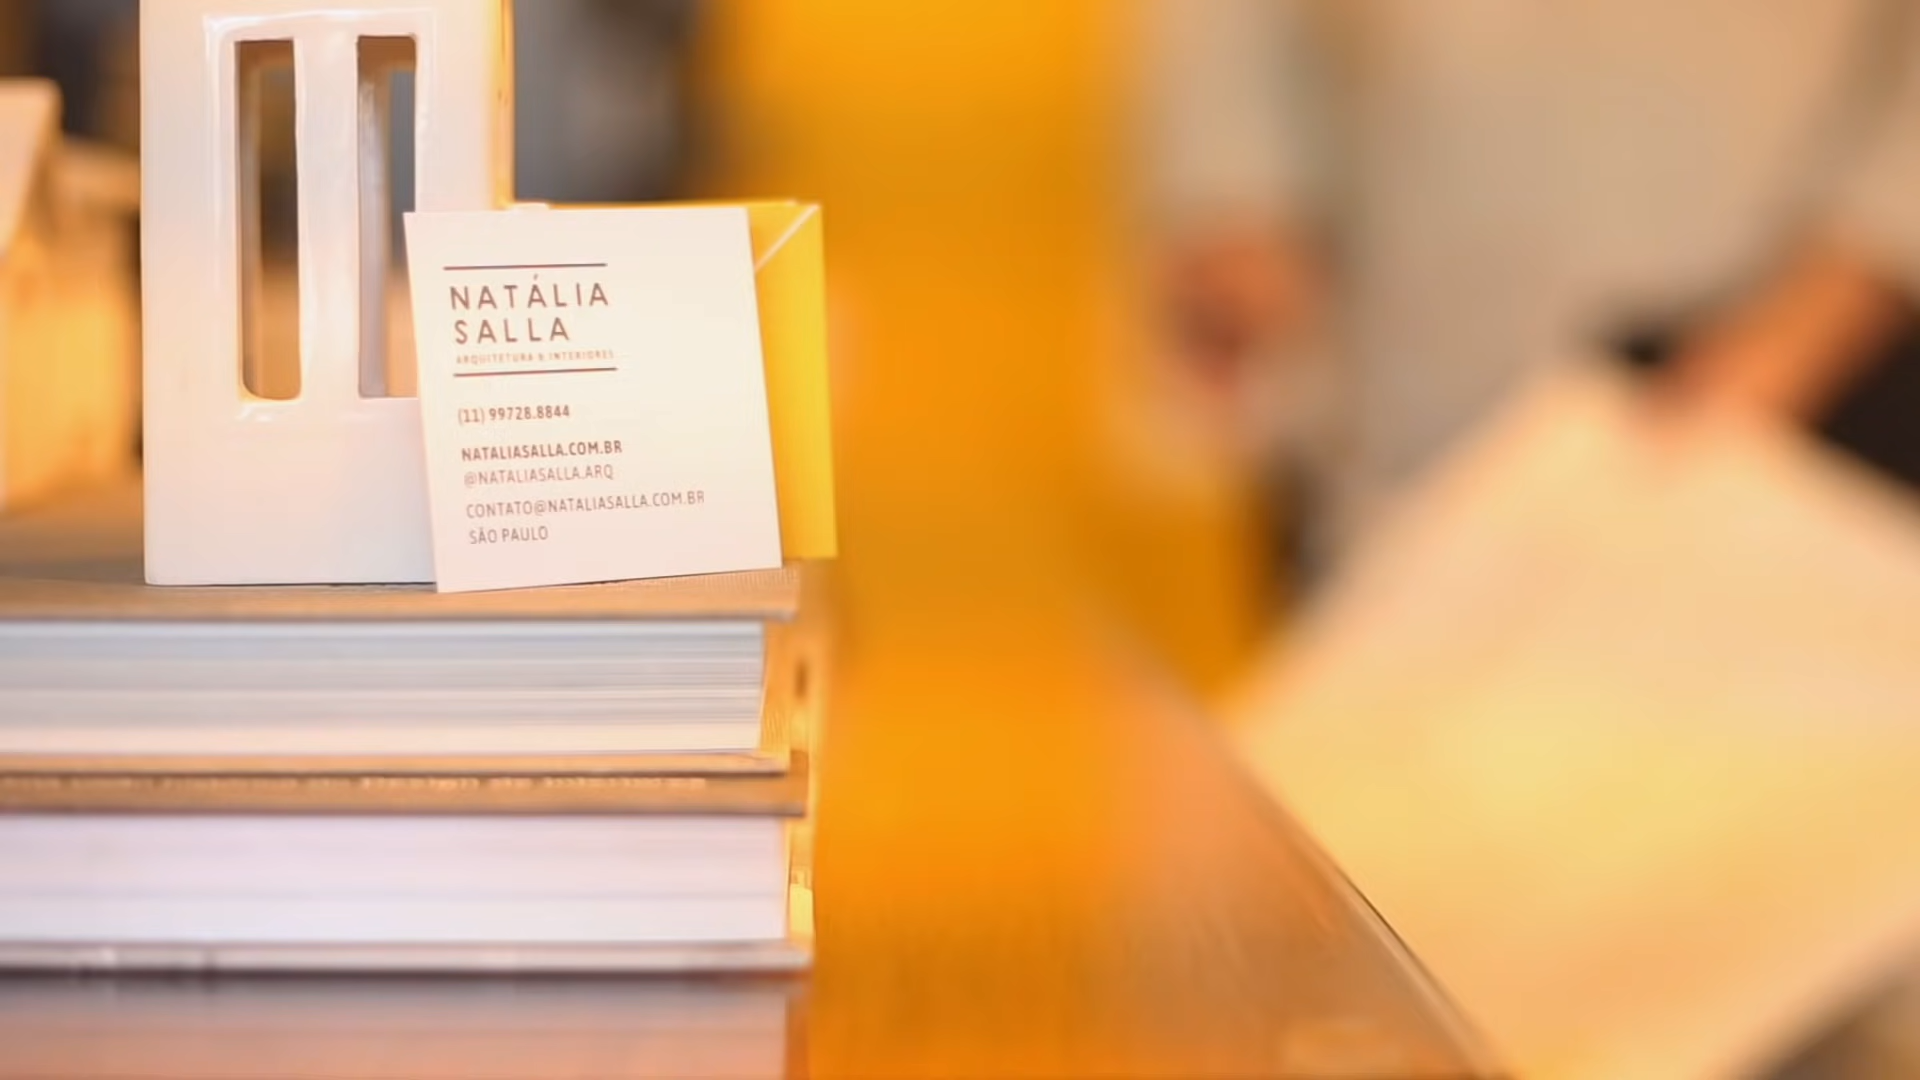 NATÁLIA
SALLA
ARQUITETURA & INTERIORES
(11) 99728.8844
NATALIASALLA.COM.BR
@NATALIASALLA.ARQ
CONTATO@NATALIASALLA.COM.BR
SÃO PAULO